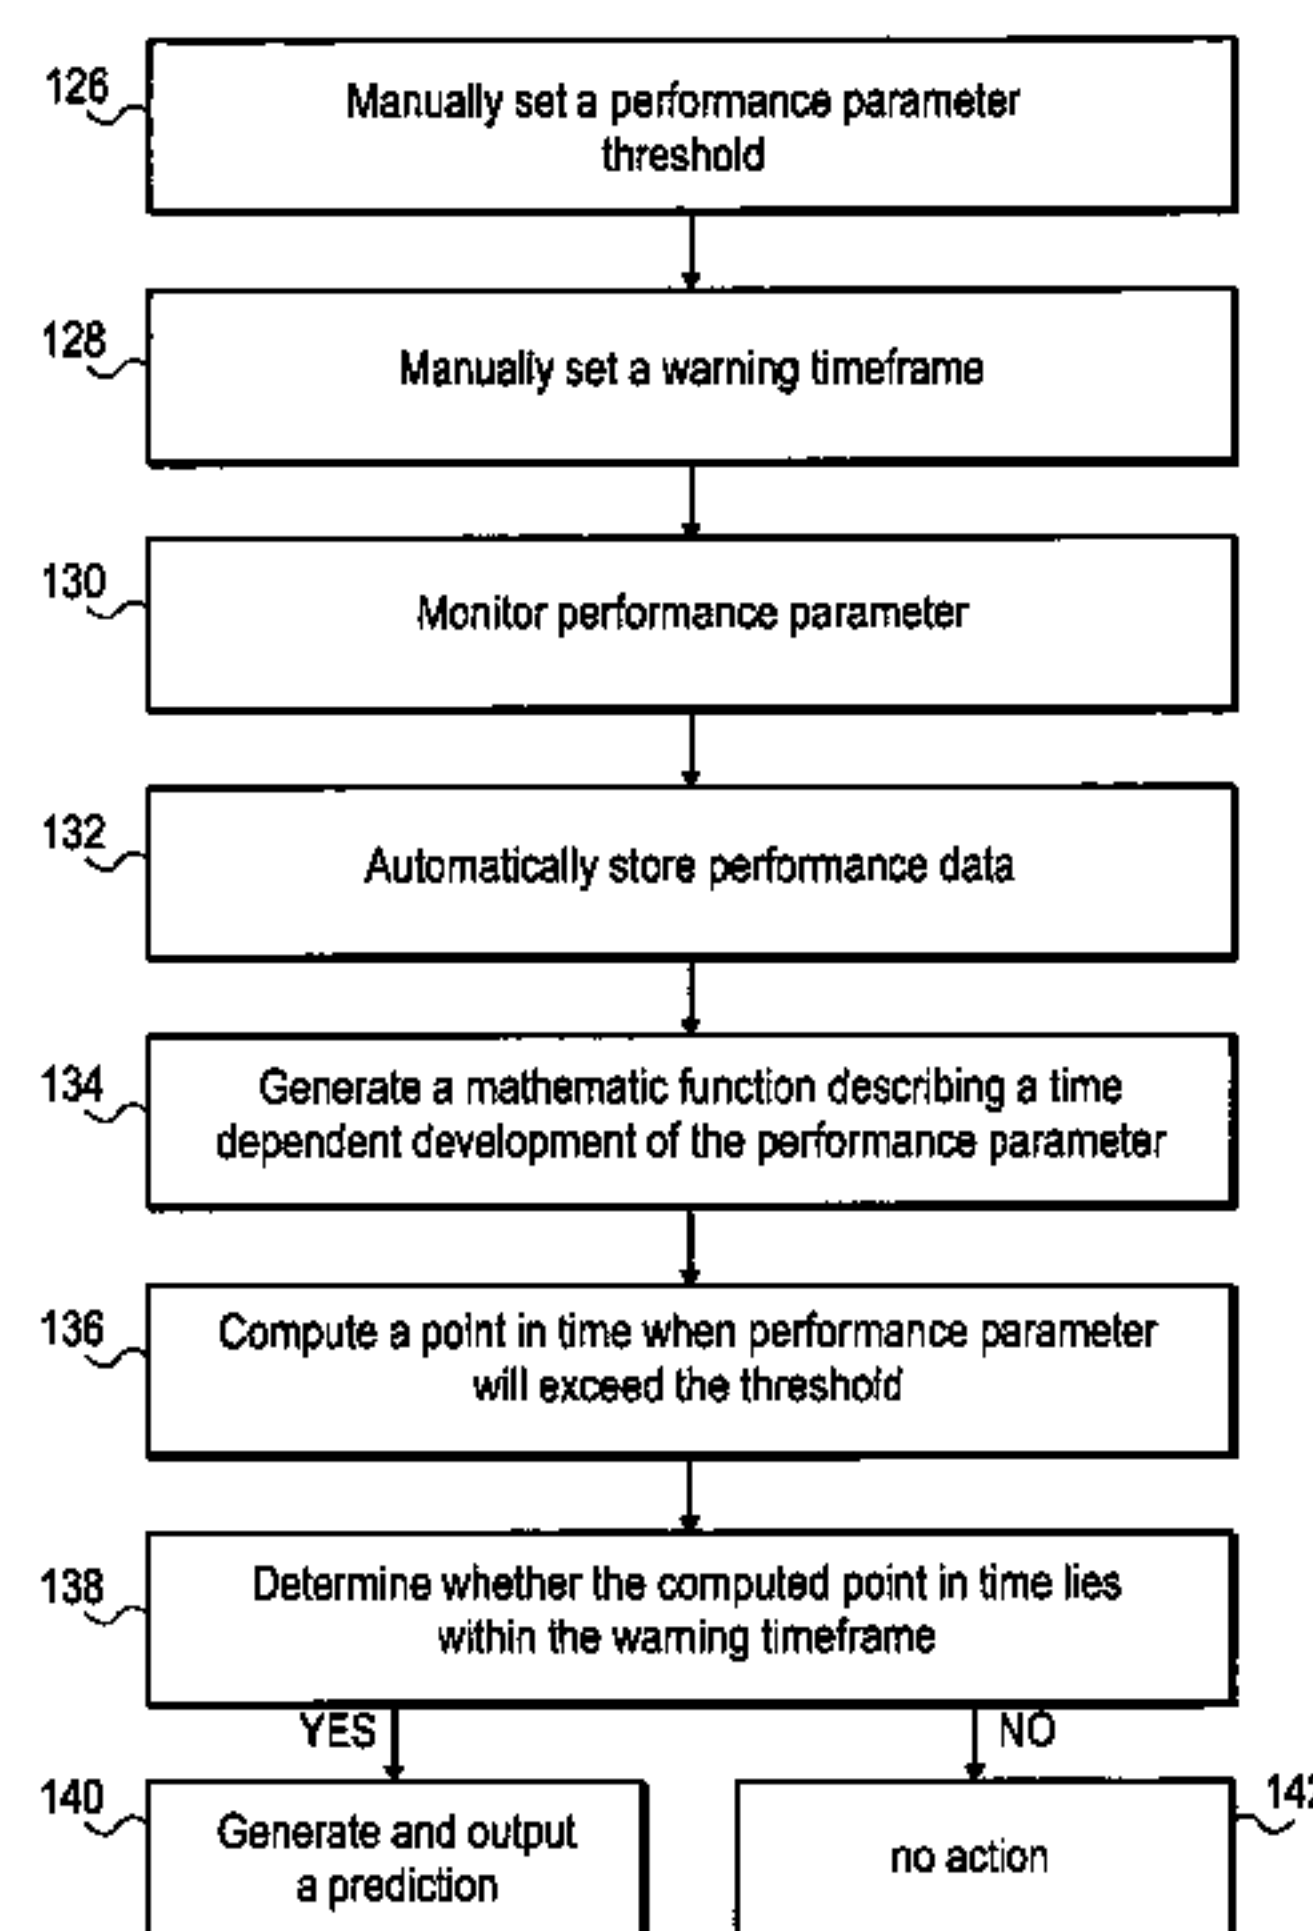 126
Manually set a performance parameter
threshold
128
Manually set a warning timeframe
130
Monitor performance parameter
132
Automatically store performance data
134
Generate a mathematic function describing a time
dependent development of the performance parameter
136
Compute a point in time when performance parameter
will exceed the threshold
138
Determine whether the computed point in time lies
within the warning timeframe
YES
NO
140
Generate and output
a prediction
no action